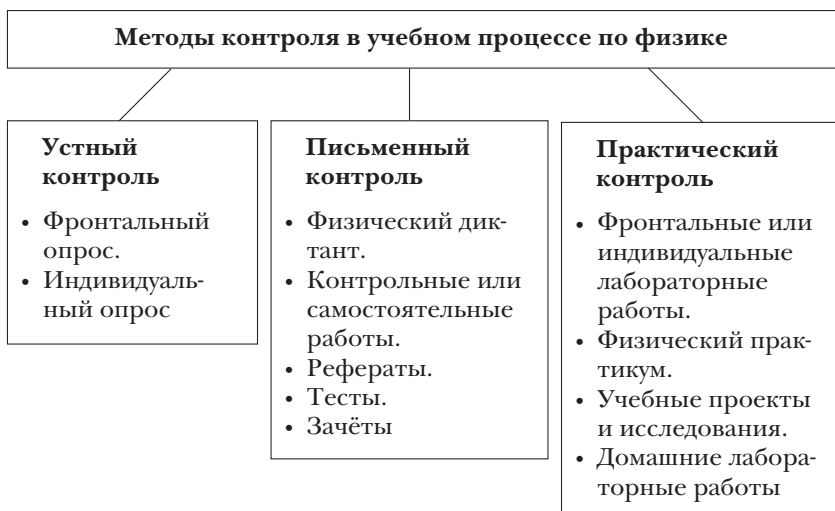 Методы контроля в учебном процессе по физике
Устный
контроль
• Фронтальный
опрос.
• Индивидуаль-
ный опрос
Письменный
контроль
• Физический дик-
тант.
• Контрольные или
самостоятельные
работы.
• Рефераты.
• Тесты.
• Зачёты
Практический
контроль
• Фронтальные или
индивидуальные
лабораторные
работы.
• Физический прак-
тикум.
• Учебные проекты
и исследования.
• Домашние лабора-
торные работы